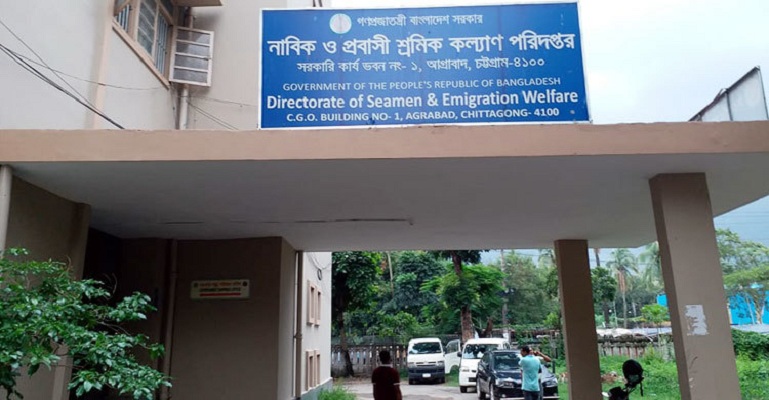 গণপ্রজাতন্ত্রী বাংলাদেশ সরকার
নাবিক ও প্রবাসী শ্রমিক কল্যাণ পরিদপ্তর
সরকারি কার্য ভবন নং- ১, আগ্রাবাদ, চট্টগ্রাম-৪১০০
GOVERNMENT OF THE PEOPLE'S REPUBLIC OF BANGLADESH
Directorate of Seamen & Emigration Welfare
C.G.O. BUILDING NO- 1, AGRABAD, CHITTAGONG- 4100